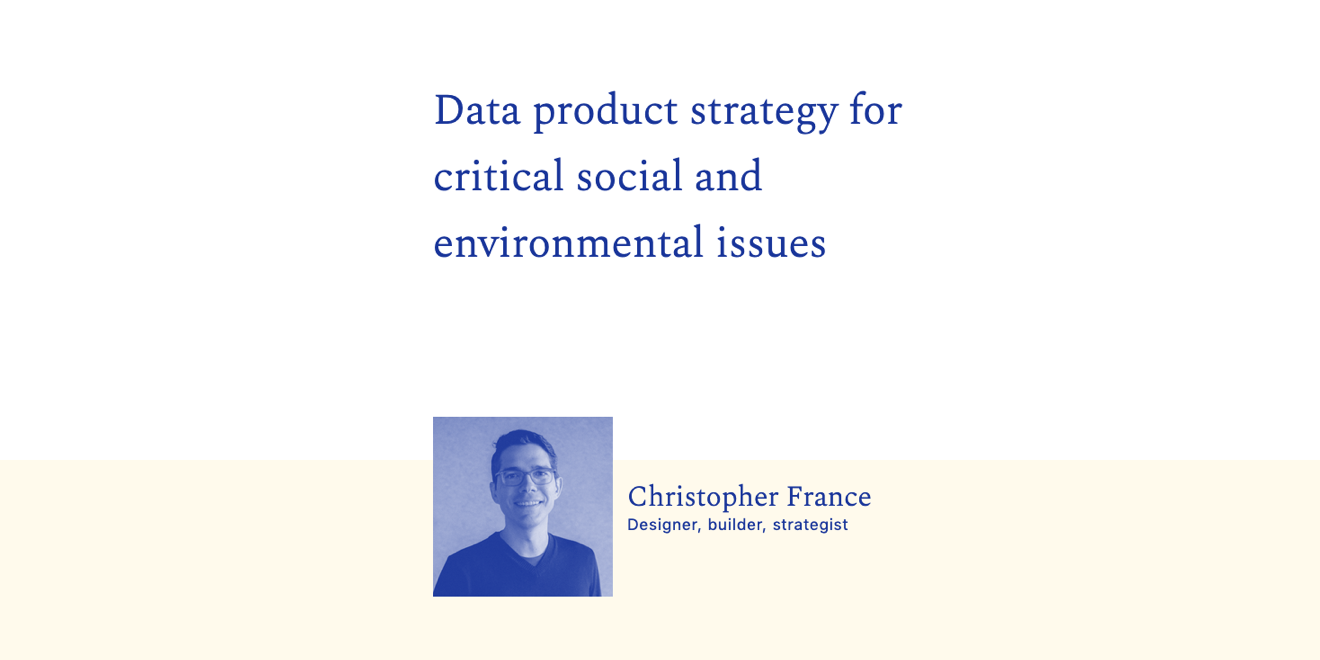 Data product strategy for
critical social and
environmental issues
Christopher France
Designer, builder, strategist